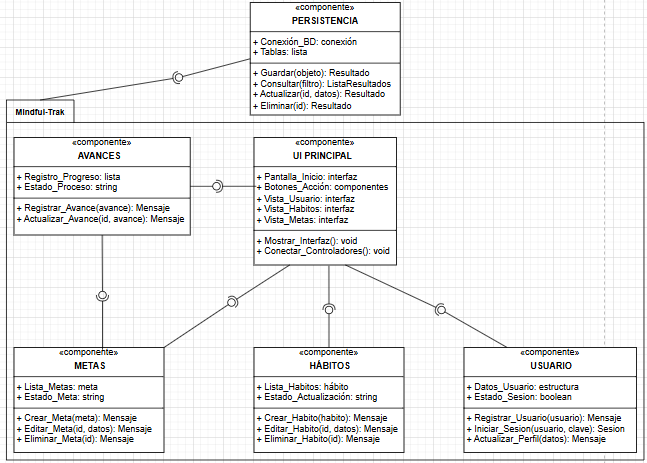 «componente»
PERSISTENCIA
+ Conexión_BD: conexión
+ Tablas: lista
+ Guardar(objeto): Resultado
+ Consultar(filtro): ListaResultados
+ Actualizar(id, datos): Resultado
+ Eliminar(id): Resultado
Mindful-Trak
«componente»
AVANCES
+ Registro_Progreso: lista
+ Estado_Proceso: string
+ Registrar_Avance(avance): Mensaje
+ Actualizar_Avance(id, avance): Mensaje
«componente»
UI PRINCIPAL
+ Pantalla_Inicio: interfaz
+ Botones_Acción: componentes
+ Vista_Usuario: interfaz
+ Vista_Habitos: interfaz
+ Vista_Metas: interfaz
+ Mostrar_Interfaz(): void
+ Conectar_Controladores(): void
«componente»
METAS
+ Lista_Metas: meta
+ Estado_Meta: string
+ Crear_Meta(meta): Mensaje
+ Editar_Meta(id, datos): Mensaje
+ Eliminar_Meta(id): Mensaje
«componente»
HÁBITOS
+ Lista_Habitos: hábito
+ Estado_Actualización: string
+ Crear_Habito(habito): Mensaje
+ Editar_Habito(id, datos): Mensaje
+ Eliminar_Habito(id): Mensaje
«componente»
USUARIO
+ Datos_Usuario: estructura
+ Estado_Sesion: boolean
+ Registrar_Usuario(usuario): Mensaje
+ Iniciar_Sesion(usuario, clave): Sesion
+ Actualizar_Perfil(datos): Mensaje